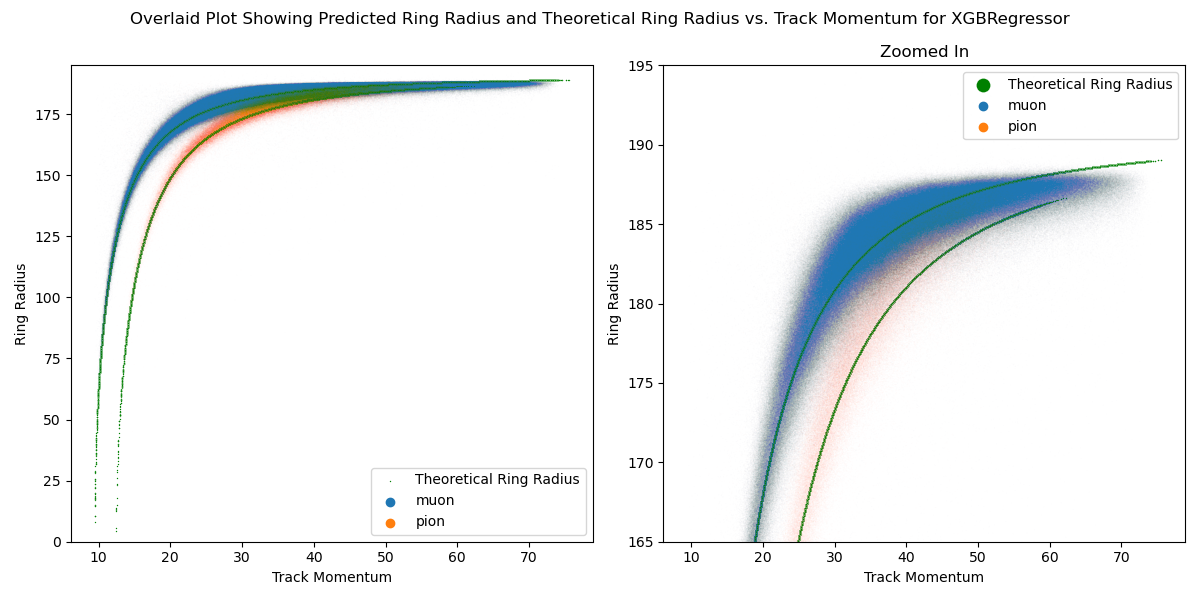 Overlaid Plot Showing Predicted Ring Radius and Theoretical Ring Radius vs. Track Momentum for XGBRegressor
Ring Radius
175
150
125
100
75
50
25
0
10 20 30 40 50 60 70
Track Momentum
Theoretical Ring Radius
muon
pion
Zoomed In
Ring Radius
195
190
185
180
175
170
165
10 20 30 40 50 60 70
Track Momentum
Theoretical Ring Radius
muon
pion